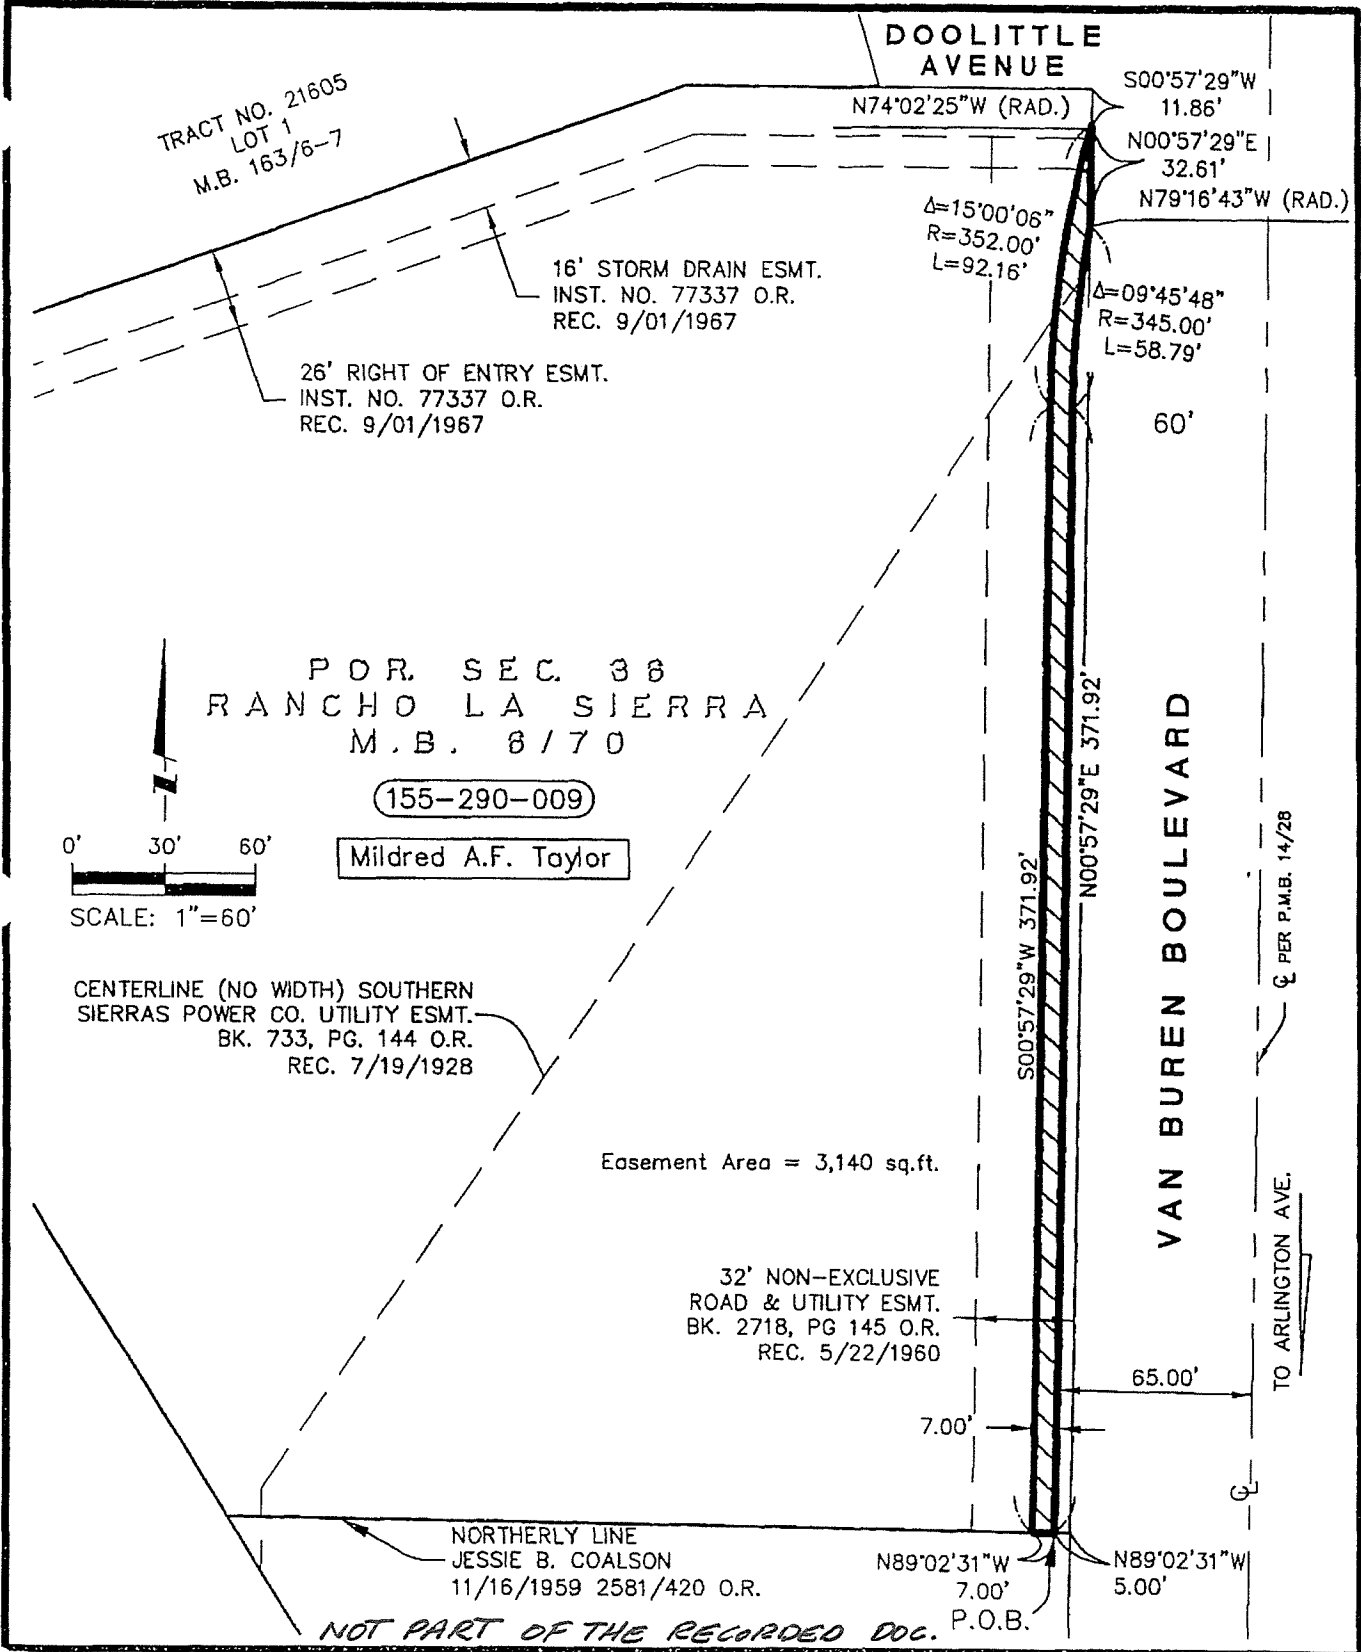 DOOLITTLE
AVENUE
S00°57'29"W
11.86'
N74°02'25"W (RAD.)
N00°57'29"E
32.61'
N79°16'43"W (RAD.)
TRACT NO. 21605
LOT 1
M.B. 163/6-7
Δ=15°00'06"
R=352.00'
L=92.16'
16' STORM DRAIN ESMT.
INST. NO. 77337 O.R.
REC. 9/01/1967
Δ=09°45'48"
R=345.00'
L=58.79'
26' RIGHT OF ENTRY ESMT.
INST. NO. 77337 O.R.
REC. 9/01/1967
60'
POR. SEC. 36
RANCHO LA SIERRA
M.B. 6/70
155-290-009
Mildred A.F. Taylor
0' 30' 60'
SCALE: 1"=60'
N00°57'29"E 371.92'
S00°57'29"W 371.92'
VAN BUREN BOULEVARD
℄ PER P.M.B. 14/28
CENTERLINE (NO WIDTH) SOUTHERN
SIERRAS POWER CO. UTILITY ESMT.
BK. 733, PG. 144 O.R.
REC. 7/19/1928
Easement Area = 3,140 sq.ft.
32' NON-EXCLUSIVE
ROAD & UTILITY ESMT.
BK. 2718, PG 145 O.R.
REC. 5/22/1960
TO ARLINGTON AVE.
65.00'
7.00'
℄
NORTHERLY LINE
JESSIE B. COALSON
11/16/1959 2581/420 O.R.
N89°02'31"W
7.00'
P.O.B.
N89°02'31"W
5.00'
NOT PART OF THE RECORDED DOC.